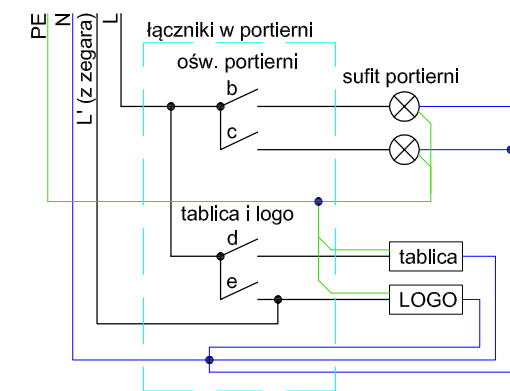 PE
N
L' (z zegara)
L
łączniki w portierni
ośw. portierni
b
c
sufit portierni
tablica i logo
d
e
tablica
LOGO